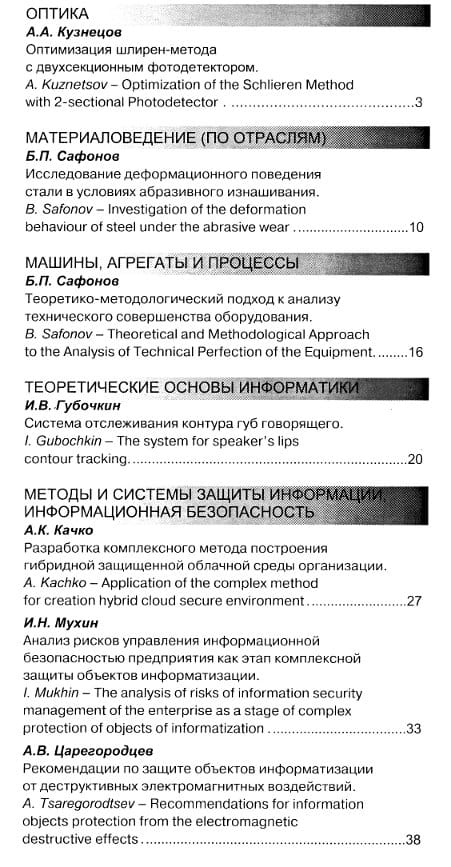 ОПТИКА
А.А. Кузнецов
Оптимизация шлирен-метода
с двухсекционным фотодетектором.
A. Kuznetsov – Optimization of the Schlieren Method
with 2-sectional Photodetector . ................................3
МАТЕРИАЛОВЕДЕНИЕ (ПО ОТРАСЛЯМ)
Б.П. Сафонов
Исследование деформационного поведения
стали в условиях абразивного изнашивания.
B. Safonov – Investigation of the deformation
behaviour of steel under the abrasive wear .......................10
МАШИНЫ, АГРЕГАТЫ И ПРОЦЕССЫ
Б.П. Сафонов
Теоретико-методологический подход к анализу
технического совершенства оборудования.
B. Safonov – Theoretical and Methodological Approach
to the Analysis of Technical Perfection of the Equipment.........16
ТЕОРЕТИЧЕСКИЕ ОСНОВЫ ИНФОРМАТИКИ
И.В. Губочкин
Система отслеживания контура губ говорящего.
I. Gubochkin – The system for speaker's lips
contour tracking.......................................................20
МЕТОДЫ И СИСТЕМЫ ЗАЩИТЫ ИНФОРМАЦИИ,
ИНФОРМАЦИОННАЯ БЕЗОПАСНОСТЬ
А.К. Качко
Разработка комплексного метода построения
гибридной защищенной облачной среды организации.
A. Kachko – Application of the complex method
for creation hybrid cloud secure environment...................27
И.Н. Мухин
Анализ рисков управления информационной
безопасностью предприятия как этап комплексной
защиты объектов информатизации.
I. Mukhin – The analysis of risks of information security
management of the enterprise as a stage of complex
protection of objects of informatization ...........................33
А.В. Царегородцев
Рекомендации по защите объектов информатизации
от деструктивных электромагнитных воздействий.
A. Tsaregorodtsev – Recommendations for information
objects protection from the electromagnetic
destructive effects.....................................................38